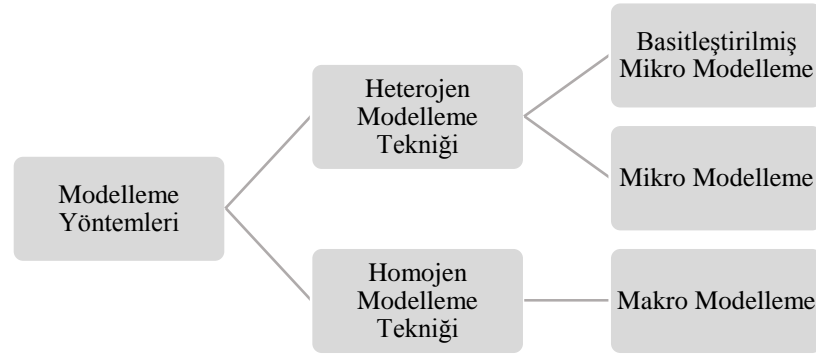 Modelleme
Yöntemleri
Heterojen
Modelleme
Tekniği
Basitleştirilmiş
Mikro Modelleme
Mikro Modelleme
Homojen
Modelleme
Tekniği
Makro Modelleme